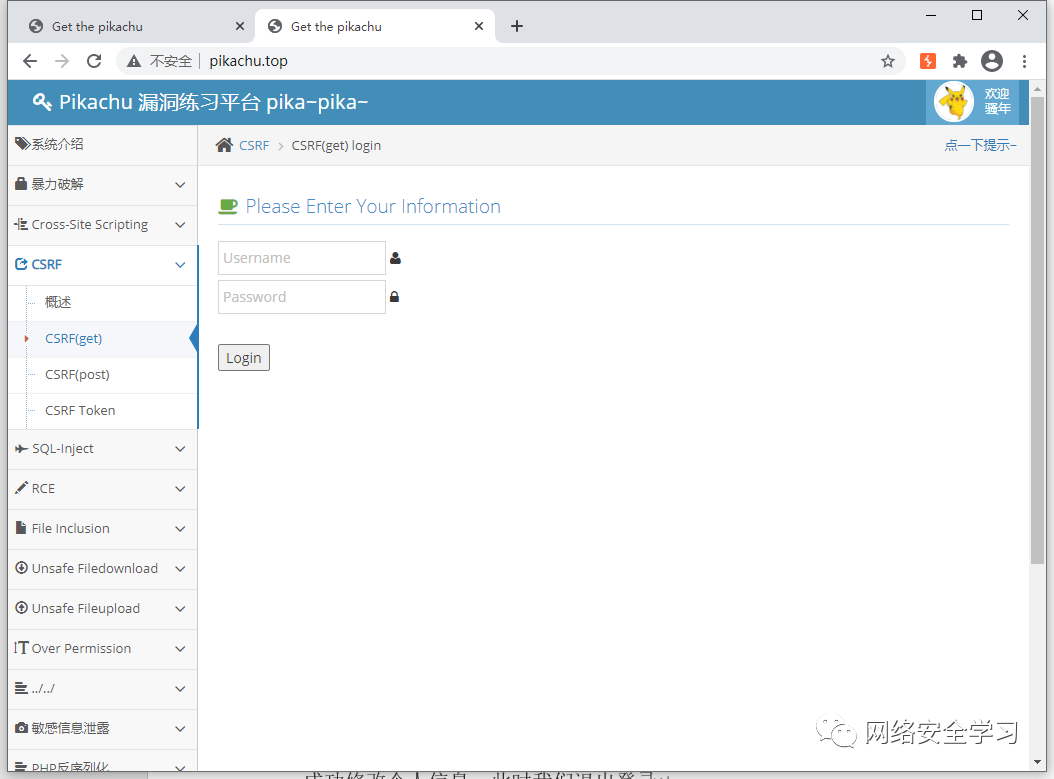 Get the pikachu
Get the pikachu
不安全 | pikachu.top
Pikachu 漏洞练习平台 pika~pika~
欢迎
骚年
系统介绍
CSRF > CSRF(get) login
点一下提示~
暴力破解
Cross-Site Scripting
CSRF
概述
CSRF(get)
CSRF(post)
CSRF Token
SQL-Inject
RCE
File Inclusion
Unsafe Filedownload
Unsafe Fileupload
Over Permission
../../
敏感信息泄露
PHP反序列化
Please Enter Your Information
Username
Password
Login
网络安全学习